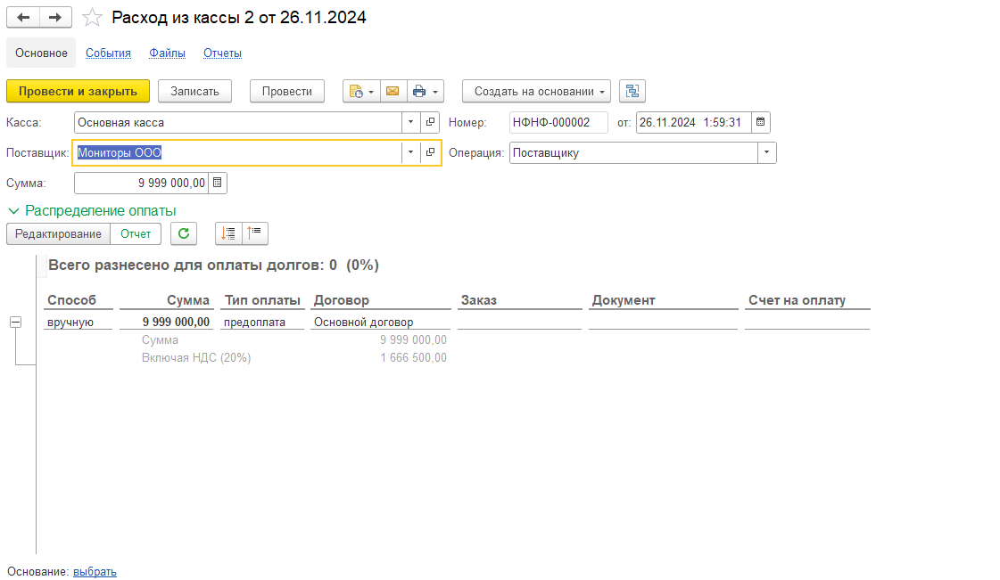 Расход из кассы 2 от 26.11.2024
Основное События Файлы Отчеты
Провести и закрыть Записать Провести Создать на основании
Касса: Основная касса Номер: НФНФ-000002 от: 26.11.2024 1:59:31
Поставщик: Мониторы ООО Операция: Поставщику
Сумма: 9 999 000,00
Распределение оплаты
Редактирование Отчет
Всего разнесено для оплаты долгов: 0 (0%)
Способ Сумма Тип оплаты Договор Заказ Документ Счет на оплату
вручную 9 999 000,00 предоплата Основной договор
Сумма 9 999 000,00
Включая НДС (20%) 1 666 500,00
Основание: выбрать